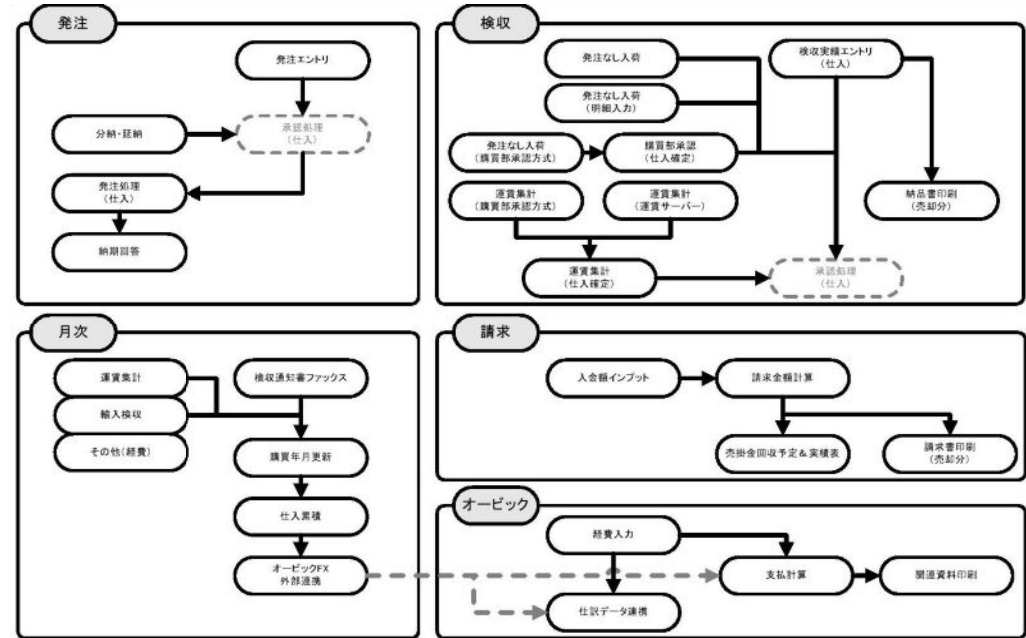 発注
発注エントリ
分納・延納
承認処理
(仕入)
発注処理
(仕入)
納期回答
検収
発注なし入荷
検収実績エントリ
(仕入)
発注なし入荷
(明細入力)
発注なし入荷
(購買部承認方式)
購買部承認
(仕入確定)
運賃集計
(購買部承認方式)
運賃集計
(運賃サーバー)
納品書印刷
(売却分)
運賃集計
(仕入確定)
承認処理
(仕入)
月次
運賃集計
検収通知書ファックス
輸入検収
その他(経費)
購買年月更新
仕入累積
オービックFX
外部連携
請求
入金額インプット
請求金額計算
売掛金回収予定&実績表
請求書印刷
(売却分)
オービック
経費入力
支払計算
関連資料印刷
仕訳データ連携